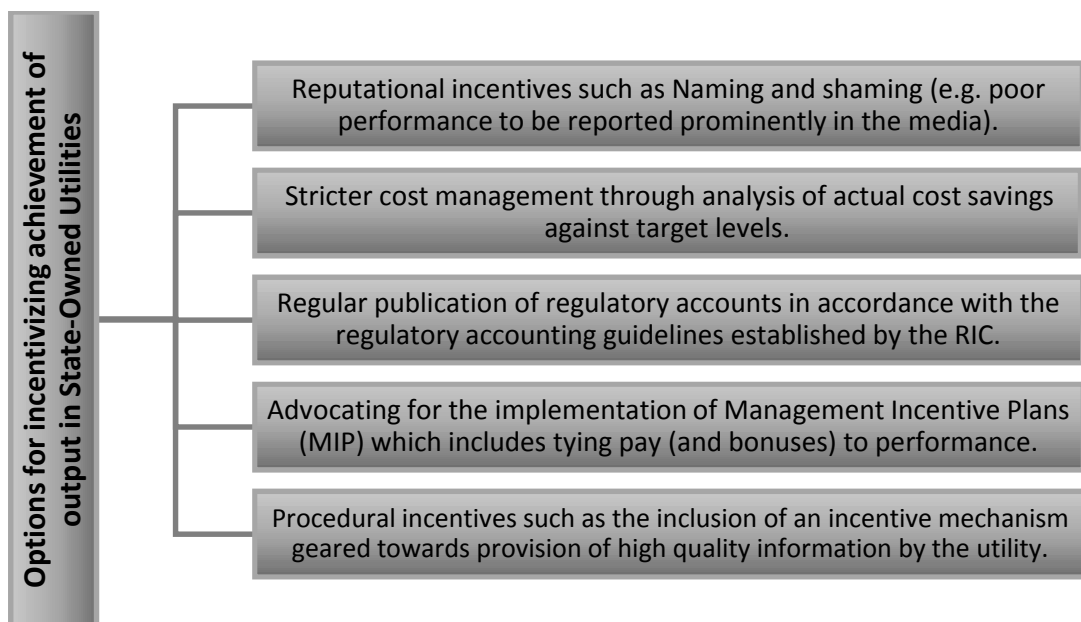 Options for incentivizing achievement of
output in State-Owned Utilities
Reputational incentives such as Naming and shaming (e.g. poor
performance to be reported prominently in the media).
Stricter cost management through analysis of actual cost savings
against target levels.
Regular publication of regulatory accounts in accordance with the
regulatory accounting guidelines established by the RIC.
Advocating for the implementation of Management Incentive Plans
(MIP) which includes tying pay (and bonuses) to performance.
Procedural incentives such as the inclusion of an incentive mechanism
geared towards provision of high quality information by the utility.